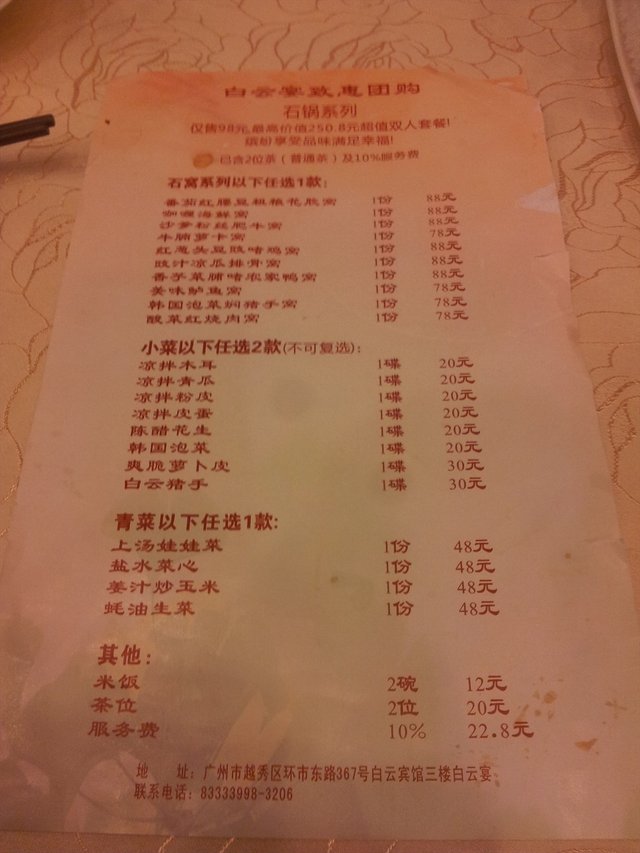 白云宴致惠团购
石锅系列
仅售98元,最高价值250.8元超值双人套餐!
缤纷享受品味满足幸福!
已含2位茶(普通茶)及10%服务费
石窝系列以下任选1款:
番茄红腰豆粗粮花胶窝 1份 88元
咖喱海鲜窝 1份 88元
沙爹粉丝肥牛窝 1份 88元
牛腩萝卜窝 1份 78元
红葱头豆豉啫鸡窝 1份 88元
豉汁凉瓜排骨窝 1份 88元
香芋菜脯啫农家鸭窝 1份 88元
美味鲈鱼窝 1份 78元
韩国泡菜焖猪手窝 1份 78元
酸菜红烧肉窝 1份 78元
小菜以下任选2款(不可复选):
凉拌木耳 1碟 20元
凉拌青瓜 1碟 20元
凉拌粉皮 1碟 20元
凉拌皮蛋 1碟 20元
陈醋花生 1碟 20元
韩国泡菜 1碟 20元
爽脆萝卜皮 1碟 30元
白云猪手 1碟 30元
青菜以下任选1款:
上汤娃娃菜 1份 48元
盐水菜心 1份 48元
姜汁炒玉米 1份 48元
蚝油生菜 1份 48元
其他:
米饭 2碗 12元
茶位 2位 20元
服务费 10% 22.8元
地 址:广州市越秀区环市东路367号白云宾馆三楼白云宴
联系电话:83333998-3206